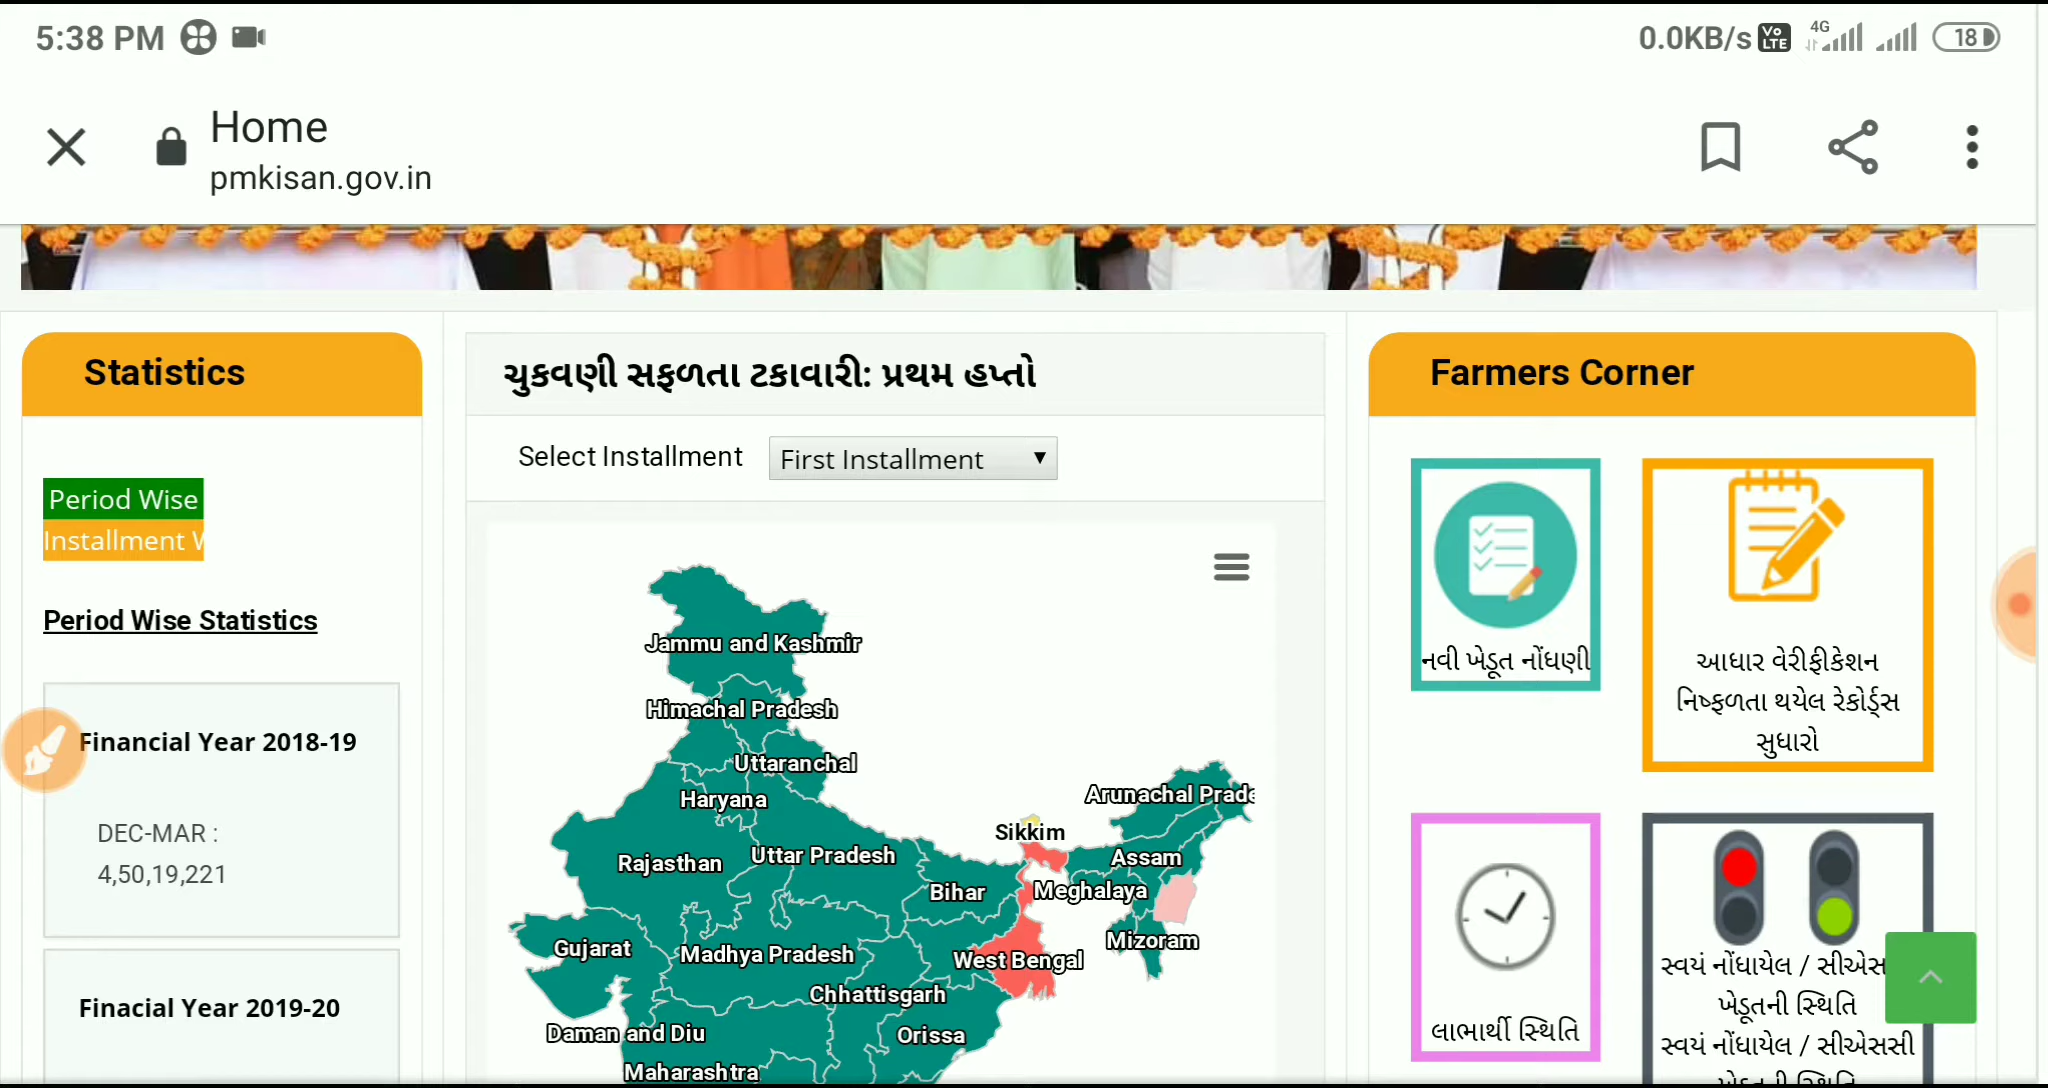 5:38 PM
0.0KB/s Vo LTE 4G 18
Home
pmkisan.gov.in
Statistics
Period Wise
Installment W
Period Wise Statistics
Financial Year 2018-19
DEC-MAR :
4,50,19,221
Finacial Year 2019-20
ચુકવણી સફળતા ટકાવારી: પ્રથમ હપ્તો
Select Installment First Installment
Jammu and Kashmir
Himachal Pradesh
Uttaranchal
Haryana
Arunachal Prade
Sikkim
Rajasthan
Uttar Pradesh
Assam
Bihar
Meghalaya
Gujarat
Madhya Pradesh
West Bengal
Mizoram
Chhattisgarh
Daman and Diu
Orissa
Maharashtra
Farmers Corner
નવી ખેડૂત નોંધણી
આધાર વેરીફીકેશન
નિષ્ફળતા થયેલ રેકોર્ડ્સ
સુધારો
લાભાર્થી સ્થિતિ
સ્વયં નોંધાયેલ / સીએસ
ખેડૂતની સ્થિતિ
સ્વયં નોંધાયેલ / સીએસસી